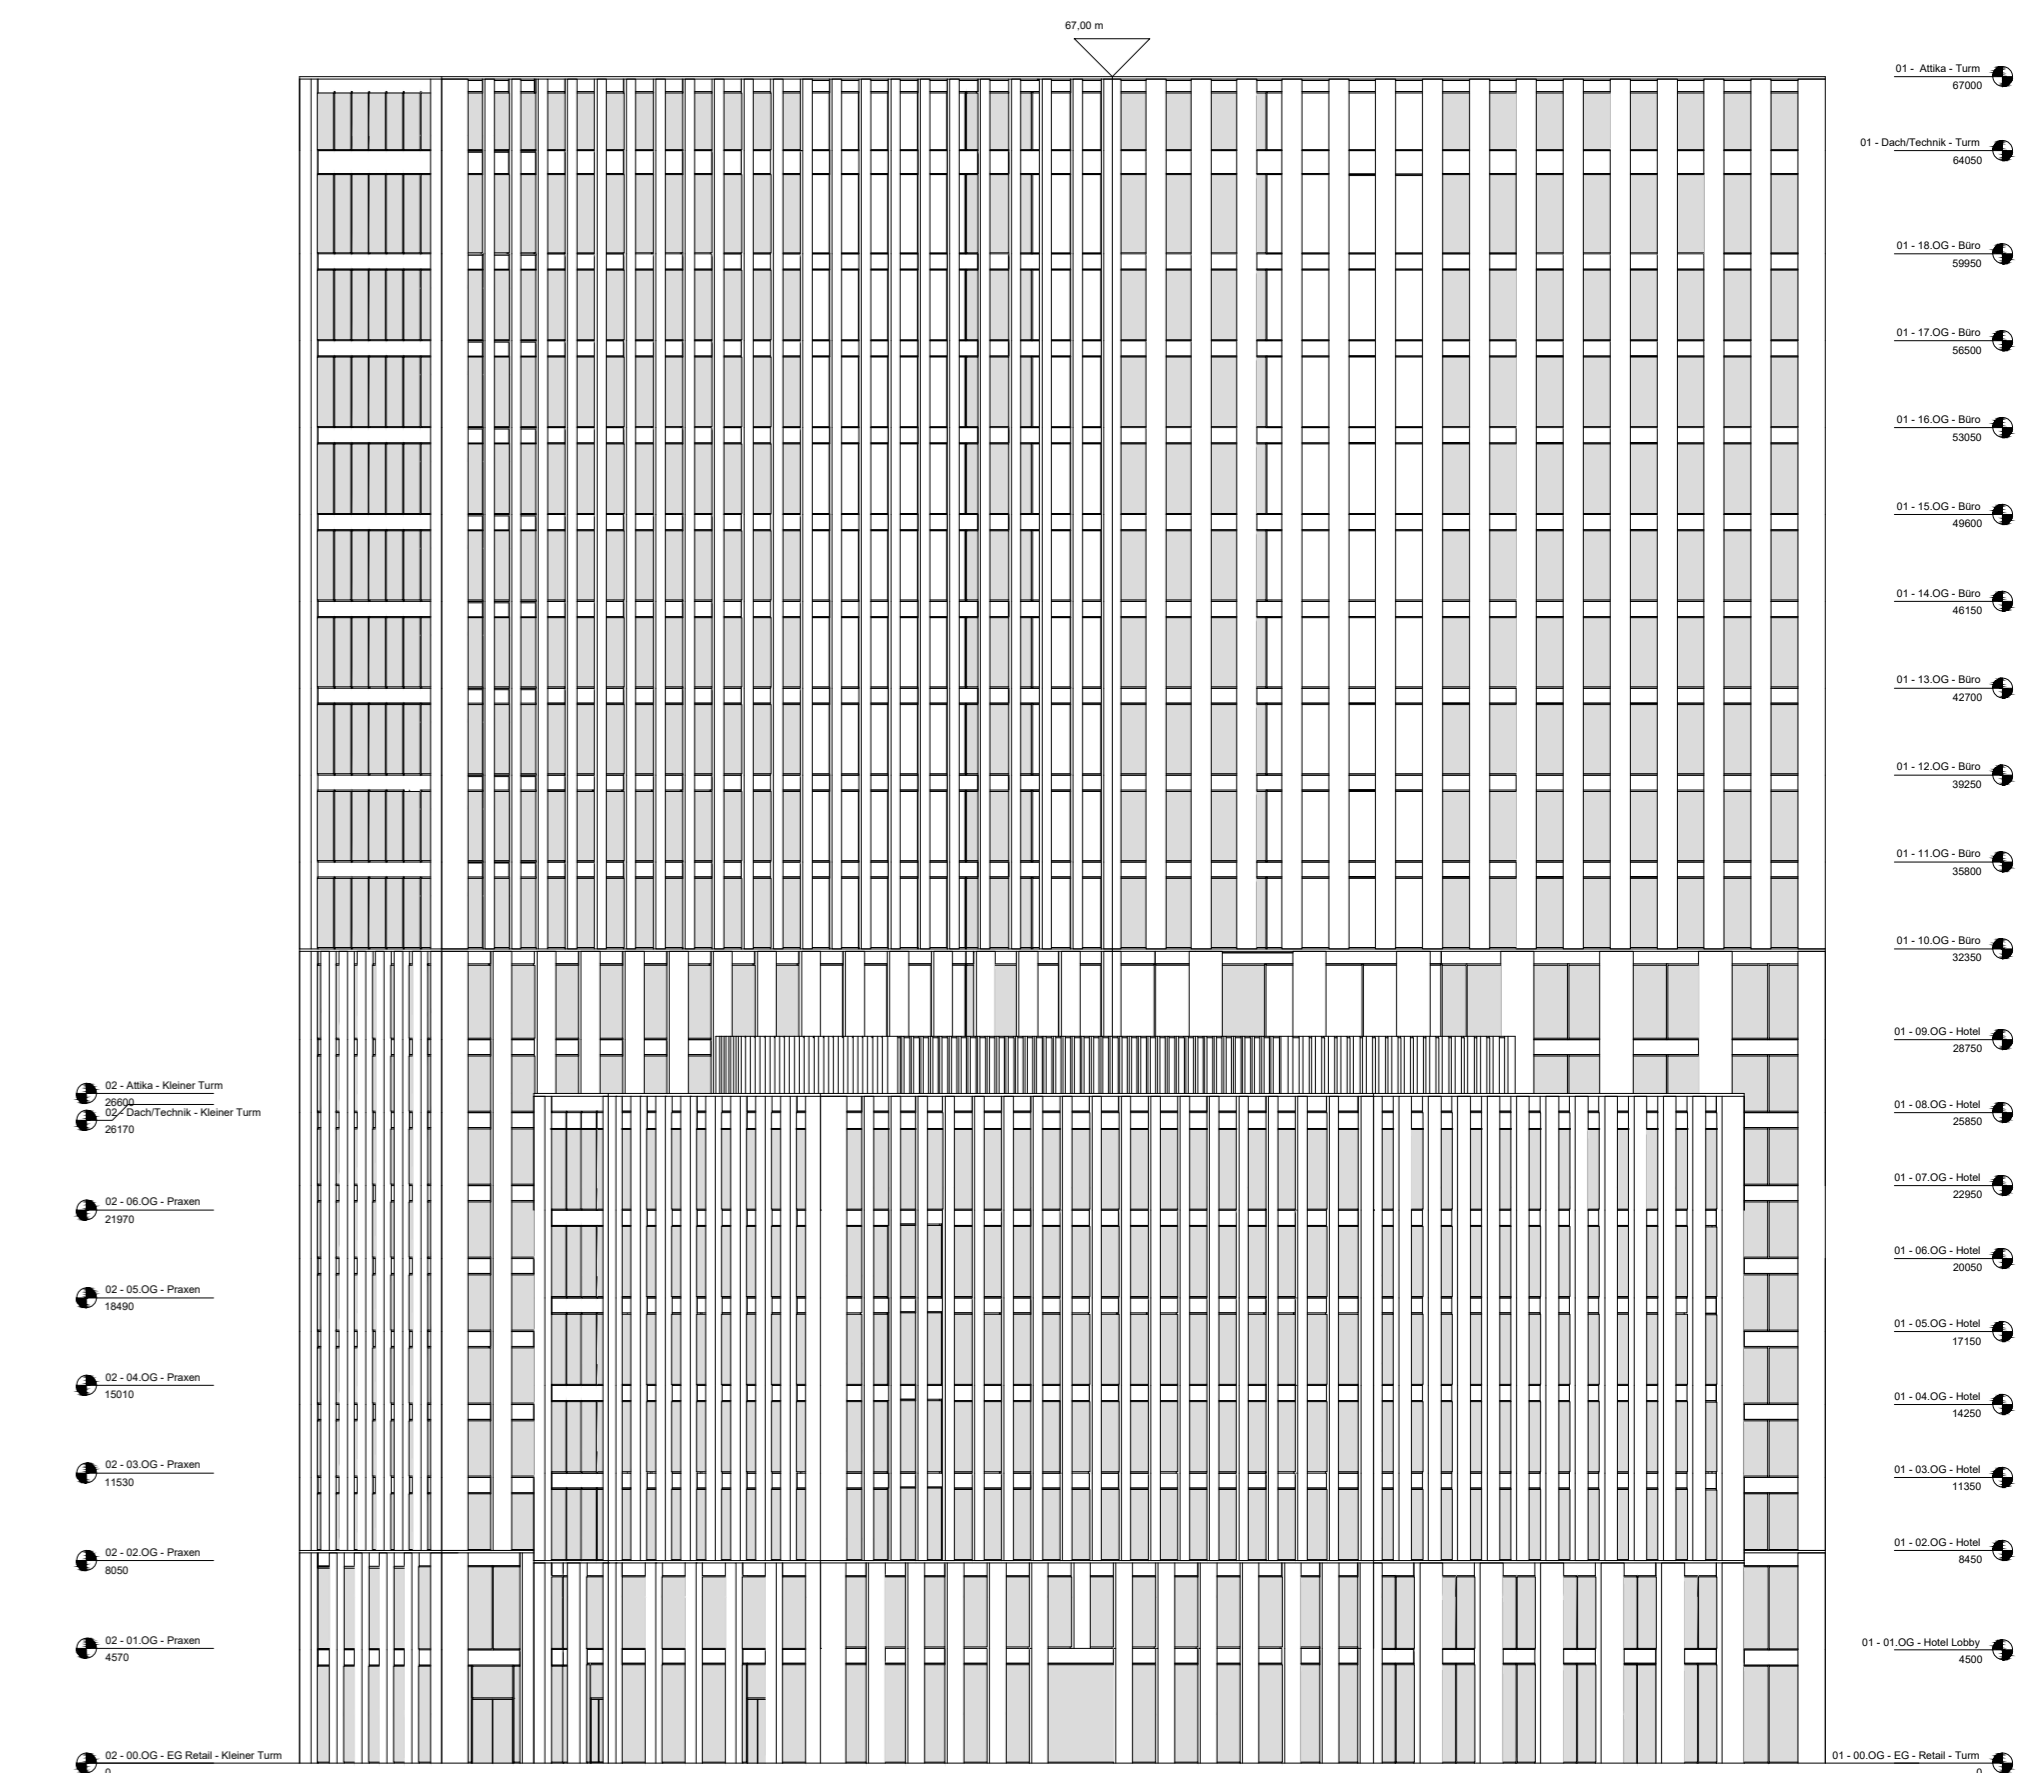 67,00 m
01 - Attika - Turm
67000
01 - Dach/Technik - Turm
64050
01 - 18.OG - Büro
59950
01 - 17.OG - Büro
56500
01 - 16.OG - Büro
53050
01 - 15.OG - Büro
49600
01 - 14.OG - Büro
46150
01 - 13.OG - Büro
42700
01 - 12.OG - Büro
39250
01 - 11.OG - Büro
35800
01 - 10.OG - Büro
32350
01 - 09.OG - Hotel
28750
01 - 08.OG - Hotel
25850
01 - 07.OG - Hotel
22950
01 - 06.OG - Hotel
20050
01 - 05.OG - Hotel
17150
01 - 04.OG - Hotel
14250
01 - 03.OG - Hotel
11350
01 - 02.OG - Hotel
8450
01 - 01.OG - Hotel Lobby
4500
01 - 00.OG - EG - Retail - Turm
0
02 - Attika - Kleiner Turm
26600
02 - Dach/Technik - Kleiner Turm
26170
02 - 06.OG - Praxen
21970
02 - 05.OG - Praxen
18490
02 - 04.OG - Praxen
15010
02 - 03.OG - Praxen
11530
02 - 02.OG - Praxen
8050
02 - 01.OG - Praxen
4570
02 - 00.OG - EG Retail - Kleiner Turm
0